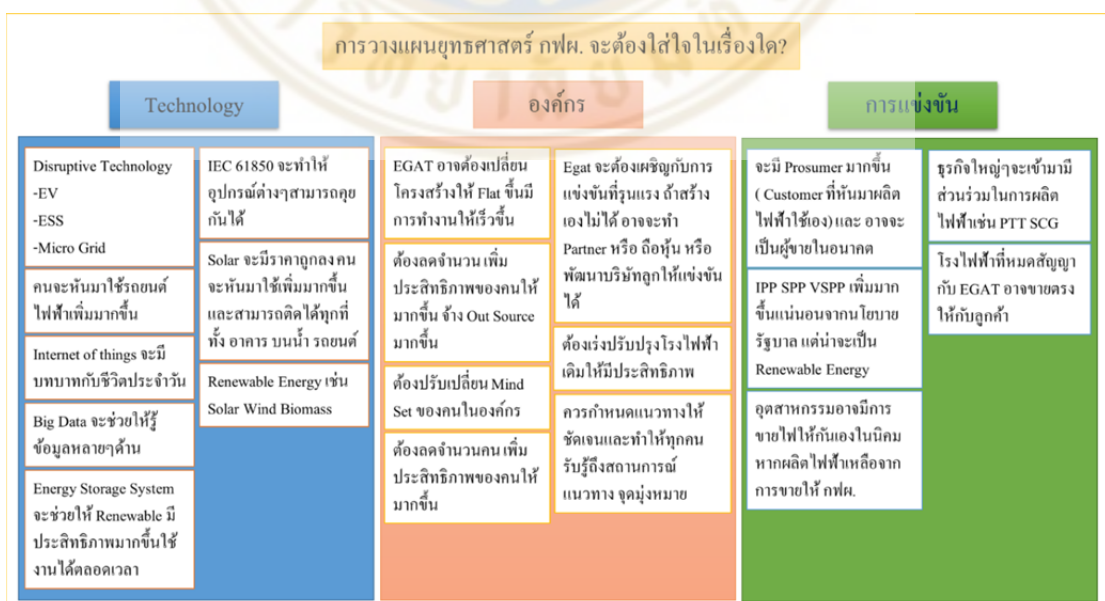 การวางแผนยุทธศาสตร์ กฟผ. จะต้องใส่ใจในเรื่องใด?
Technology
Disruptive Technology
-EV
-ESS
-Micro Grid
คนจะหันมาใช้รถยนต์
ไฟฟ้าเพิ่มมากขึ้น
Internet of things จะมี
บทบาทกับชีวิตประจำวัน
Big Data จะช่วยให้รู้
ข้อมูลหลายๆด้าน
Energy Storage System
จะช่วยให้ Renewable มี
ประสิทธิภาพมากขึ้นใช้
งานได้ตลอดเวลา
IEC 61850 จะทำให้
อุปกรณ์ต่างๆสามารถคุย
กันได้
Solar จะมีราคาถูกลง คน
จะหันมาใช้เพิ่มมากขึ้น
และสามารถติดได้ทุกที่
ทั้ง อาคาร บนน้ำ รถยนต์
Renewable Energy เช่น
Solar Wind Biomass
องค์กร
EGAT อาจต้องเปลี่ยน
โครงสร้างให้ Flat ขึ้นมี
การทำงานให้เร็วขึ้น
ต้องลดจำนวน เพิ่ม
ประสิทธิภาพของคนให้
มากขึ้น จ้าง Out Source
มากขึ้น
ต้องปรับเปลี่ยน Mind
Set ของคนในองค์กร
ต้องลดจำนวนคน เพิ่ม
ประสิทธิภาพของคนให้
มากขึ้น
Egat จะต้องเผชิญกับการ
แข่งขันที่รุนแรง ถ้าสร้าง
เองไม่ได้ อาจจะทำ
Partner หรือ ถือหุ้น หรือ
พัฒนาบริษัทลูกให้แข่งขัน
ได้
ต้องเร่งปรับปรุงโรงไฟฟ้า
เดิมให้มีประสิทธิภาพ
ควรกำหนดแนวทางให้
ชัดเจนและทำให้ทุกคน
รับรู้ถึงสถานการณ์
แนวทาง จุดมุ่งหมาย
การแข่งขัน
จะมี Prosumer มากขึ้น
( Customer ที่หันมาผลิต
ไฟฟ้าใช้เอง) และ อาจจะ
เป็นผู้ขายในอนาคต
IPP SPP VSPP เพิ่มมาก
ขึ้นแน่นอนจากนโยบาย
รัฐบาล แต่น่าจะเป็น
Renewable Energy
อุตสาหกรรมอาจมีการ
ขายไฟให้กันเองในนิคม
หากผลิตไฟฟ้าเหลือจาก
การขายให้ กฟผ.
ธุรกิจใหญ่ๆจะเข้ามามี
ส่วนร่วมในการผลิต
ไฟฟ้าเช่น PTT SCG
โรงไฟฟ้าที่หมดสัญญา
กับ EGAT อาจขายตรง
ให้กับลูกค้า